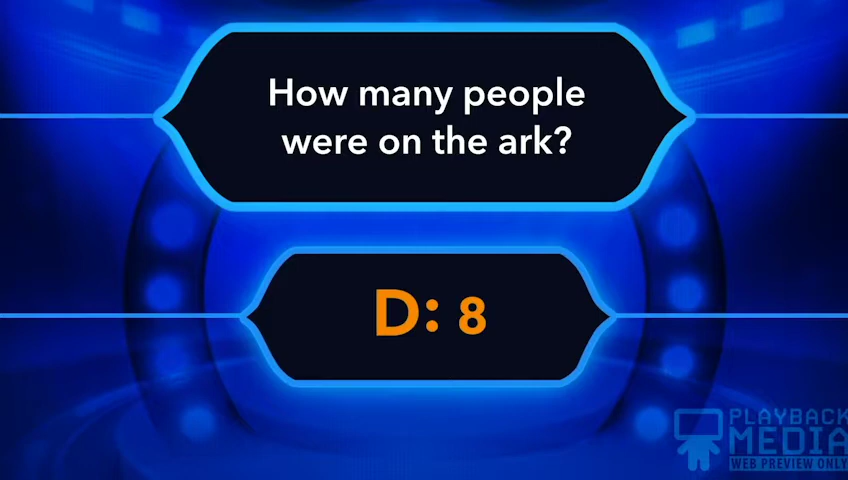 How many people
were on the ark?
D: 8
PLAYBACK
MEDIA
WEB PREVIEW ONLY